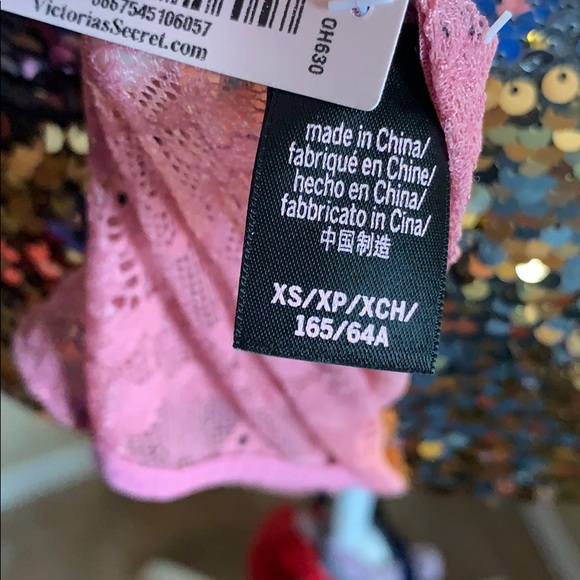 VictoriasSecret.com
GH630
made in China/
fabriqué en Chine/
hecho en China/
fabbricato in Cina/
中国制造
XS/XP/XCH/
165/64A